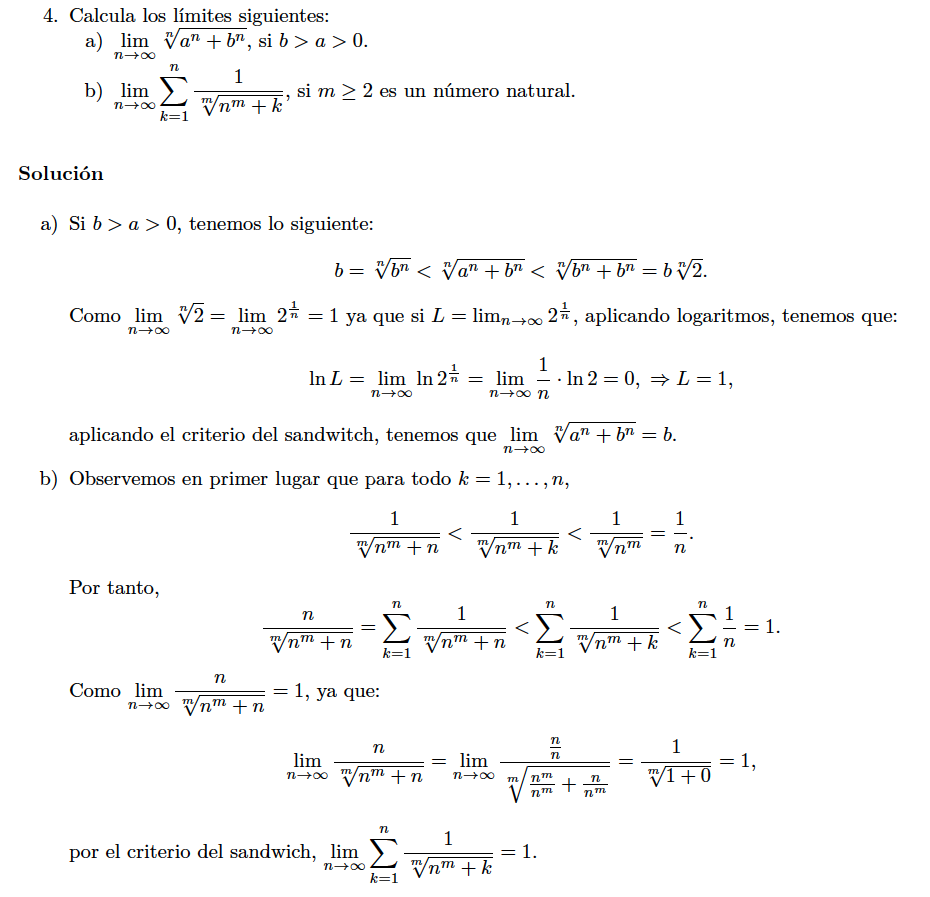 4. Calcula los límites siguientes:
a) $\lim_{n\to\infty} \sqrt[n]{a^n + b^n}$, si $b > a > 0$.
b) $\lim_{n\to\infty} \sum_{k=1}^{n} \frac{1}{\sqrt[m]{n^m + k}}$, si $m \geq 2$ es un número natural.
Solución
a) Si $b > a > 0$, tenemos lo siguiente:
$b = \sqrt[n]{b^n} < \sqrt[n]{a^n + b^n} < \sqrt[n]{b^n + b^n} = b\sqrt[n]{2}.$
Como $\lim_{n\to\infty} \sqrt[n]{2} = \lim_{n\to\infty} 2^{\frac{1}{n}} = 1$ ya que si $L = \lim_{n\to\infty} 2^{\frac{1}{n}}$, aplicando logaritmos, tenemos que:
$\ln L = \lim_{n\to\infty} \ln 2^{\frac{1}{n}} = \lim_{n\to\infty} \frac{1}{n} \cdot \ln 2 = 0, \Rightarrow L = 1,$
aplicando el criterio del sandwitch, tenemos que $\lim_{n\to\infty} \sqrt[n]{a^n + b^n} = b$.
b) Observemos en primer lugar que para todo $k = 1, \ldots, n$,
$\frac{1}{\sqrt[m]{n^m + n}} < \frac{1}{\sqrt[m]{n^m + k}} < \frac{1}{\sqrt[m]{n^m}} = \frac{1}{n}.$
Por tanto,
$\frac{n}{\sqrt[m]{n^m + n}} = \sum_{k=1}^{n} \frac{1}{\sqrt[m]{n^m + n}} < \sum_{k=1}^{n} \frac{1}{\sqrt[m]{n^m + k}} < \sum_{k=1}^{n} \frac{1}{n} = 1.$
Como $\lim_{n\to\infty} \frac{n}{\sqrt[m]{n^m + n}} = 1$, ya que:
$\lim_{n\to\infty} \frac{n}{\sqrt[m]{n^m + n}} = \lim_{n\to\infty} \frac{\frac{n}{n}}{\sqrt[m]{\frac{n^m}{n^m} + \frac{n}{n^m}}} = \frac{1}{\sqrt[m]{1 + 0}} = 1,$
por el criterio del sandwich, $\lim_{n\to\infty} \sum_{k=1}^{n} \frac{1}{\sqrt[m]{n^m + k}} = 1.$